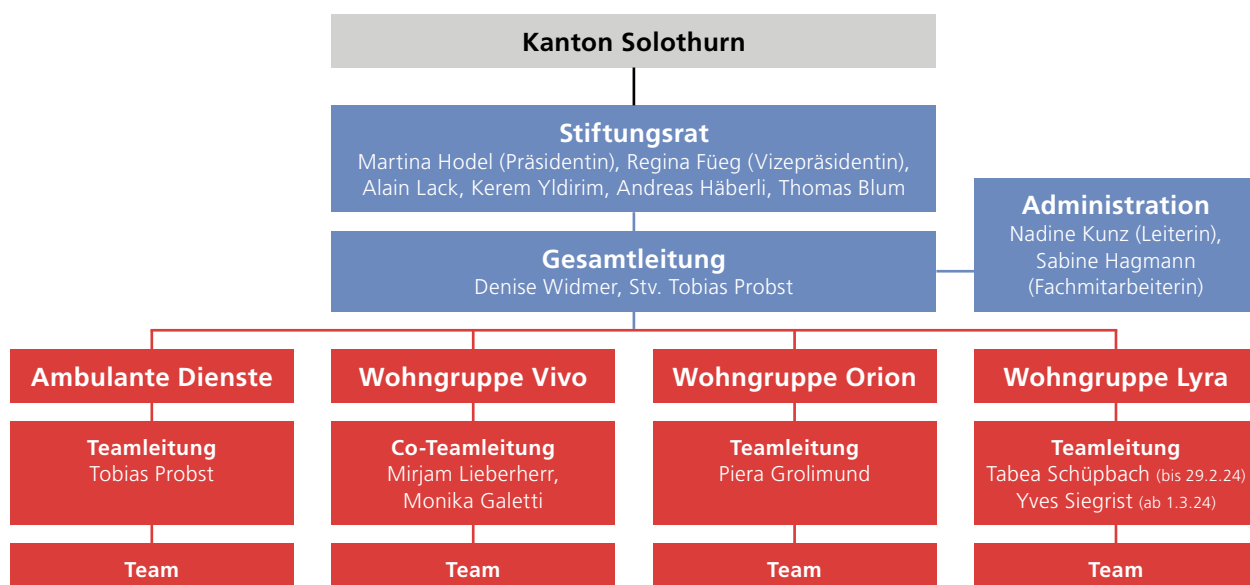 Kanton Solothurn
Stiftungsrat
Martina Hodel (Präsidentin), Regina Füeg (Vizepräsidentin),
Alain Lack, Kerem Yldirim, Andreas Häberli, Thomas Blum
Administration
Nadine Kunz (Leiterin),
Sabine Hagmann
(Fachmitarbeiterin)
Gesamtleitung
Denise Widmer, Stv. Tobias Probst
Ambulante Dienste
Wohngruppe Vivo
Wohngruppe Orion
Wohngruppe Lyra
Teamleitung
Tobias Probst
Co-Teamleitung
Mirjam Lieberherr,
Monika Galetti
Teamleitung
Piera Grolimund
Teamleitung
Tabea Schüpbach (bis 29.2.24)
Yves Siegrist (ab 1.3.24)
Team
Team
Team
Team